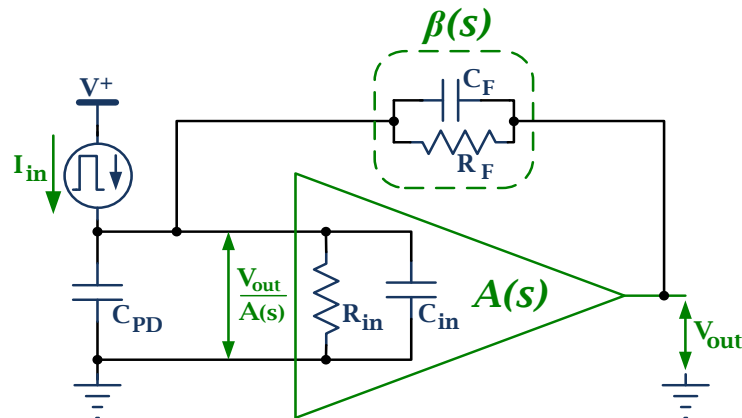 β(s)
V+
C_F
R_F
I_in
V_out
A(s)
C_PD
R_in
C_in
A(s)
V_out